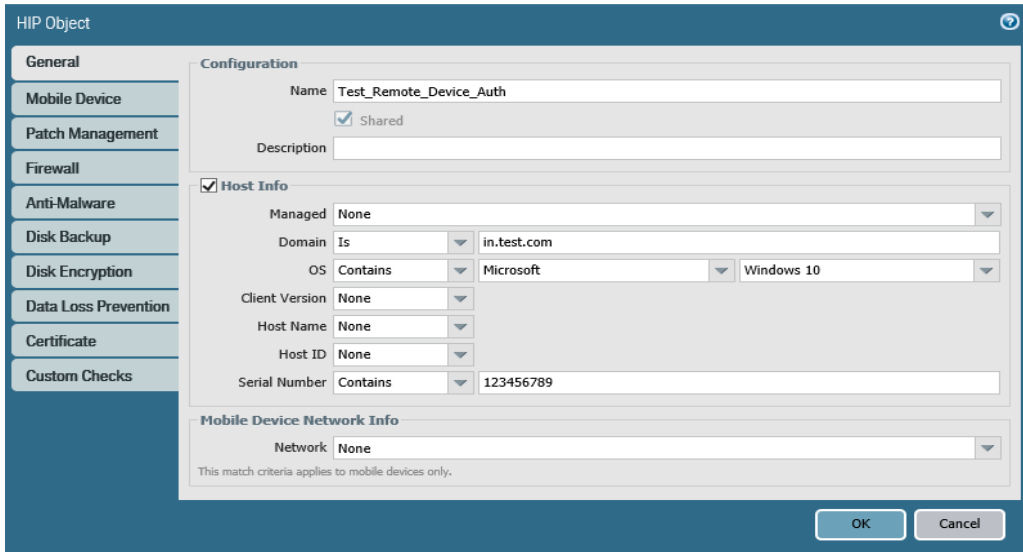 HIP Object
General
Mobile Device
Patch Management
Firewall
Anti-Malware
Disk Backup
Disk Encryption
Data Loss Prevention
Certificate
Custom Checks
Configuration
Name Test_Remote_Device_Auth
Shared
Description
Host Info
Managed None
Domain Is in.test.com
OS Contains Microsoft Windows 10
Client Version None
Host Name None
Host ID None
Serial Number Contains 123456789
Mobile Device Network Info
Network None
This match criteria applies to mobile devices only.
OK Cancel